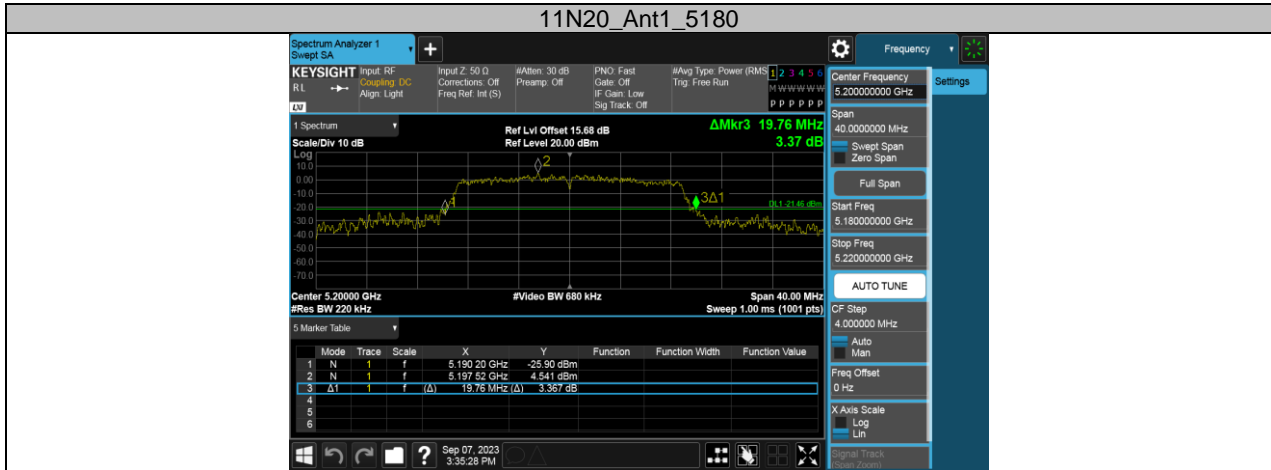 11N20_Ant1_5180
Spectrum Analyzer 1
Swept SA
Frequency
KEYSIGHT
RL
LXI
Input: RF
Coupling: DC
Align: Light
Input Z: 50 Ω
Corrections: Off
Freq Ref: Int (S)
#Atten: 30 dB
Preamp: Off
PNO: Fast
Gate: Off
IF Gain: Low
Sig Track: Off
#Avg Type: Power (RMS
Trig: Free Run
1 2 3 4 5 6
M W W W W W
P P P P P P
1 Spectrum
Scale/Div 10 dB
Ref Lvl Offset 15.68 dB
Ref Level 20.00 dBm
ΔMkr3 19.76 MHz
3.37 dB
Log
10.0
0.00
-10.0
-20.0
-30.0
-40.0
-50.0
-60.0
-70.0
2
1
3Δ1
DL1 -21.46 dBm
Center 5.20000 GHz
#Res BW 220 kHz
#Video BW 680 kHz
Span 40.00 MHz
Sweep 1.00 ms (1001 pts)
5 Marker Table
Mode Trace Scale X Y Function Function Width Function Value
1 N 1 f 5.190 20 GHz -25.90 dBm
2 N 1 f 5.197 52 GHz 4.541 dBm
3 Δ1 1 f (Δ) 19.76 MHz (Δ) 3.367 dB
4
5
6
Sep 07, 2023
3:35:28 PM
Center Frequency
5.200000000 GHz
Settings
Span
40.0000000 MHz
Swept Span
Zero Span
Full Span
Start Freq
5.180000000 GHz
Stop Freq
5.220000000 GHz
AUTO TUNE
CF Step
4.000000 MHz
Auto
Man
Freq Offset
0 Hz
X Axis Scale
Log
Lin
Signal Track
(Span Zoom)